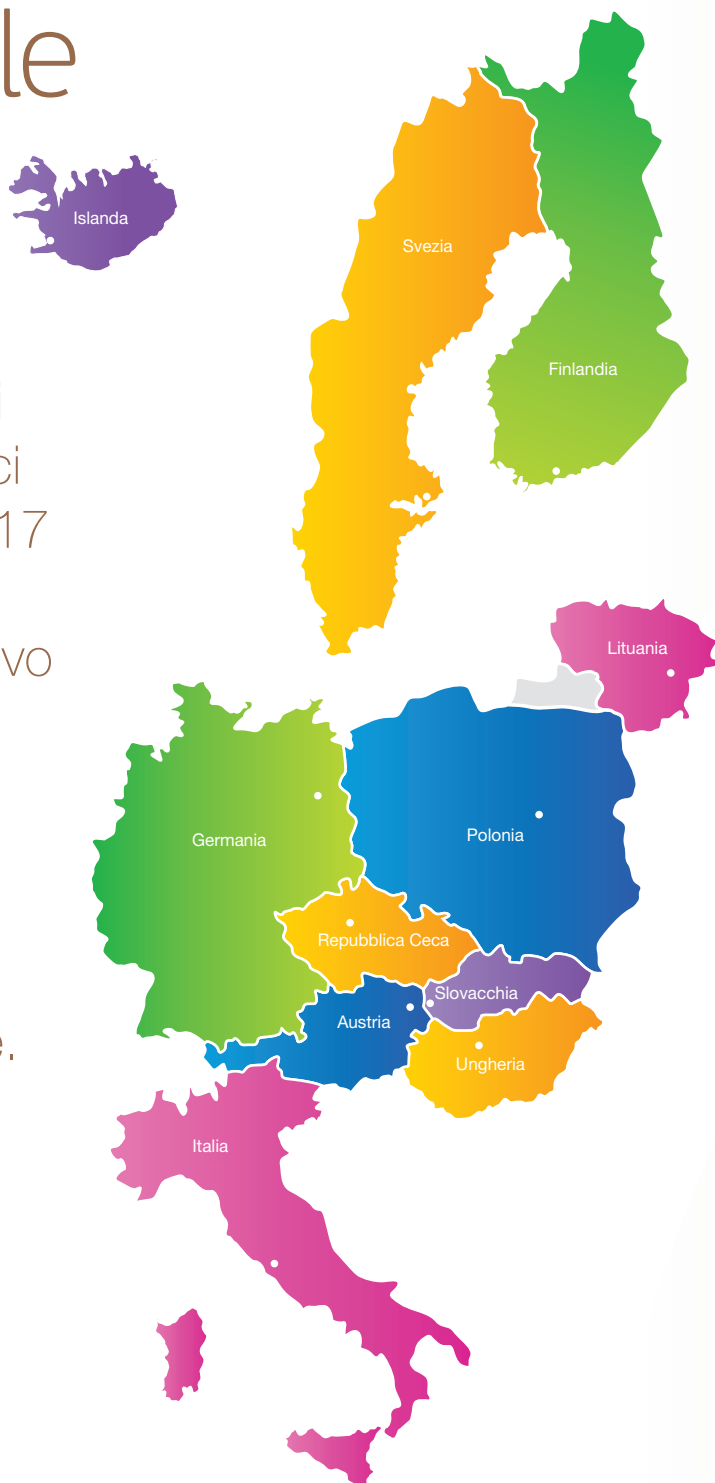 le
Islanda
Svezia
Finlandia
i
ci
17
vo
Lituania
Germania
Polonia
Repubblica Ceca
Slovacchia
Austria
e.
Ungheria
Italia